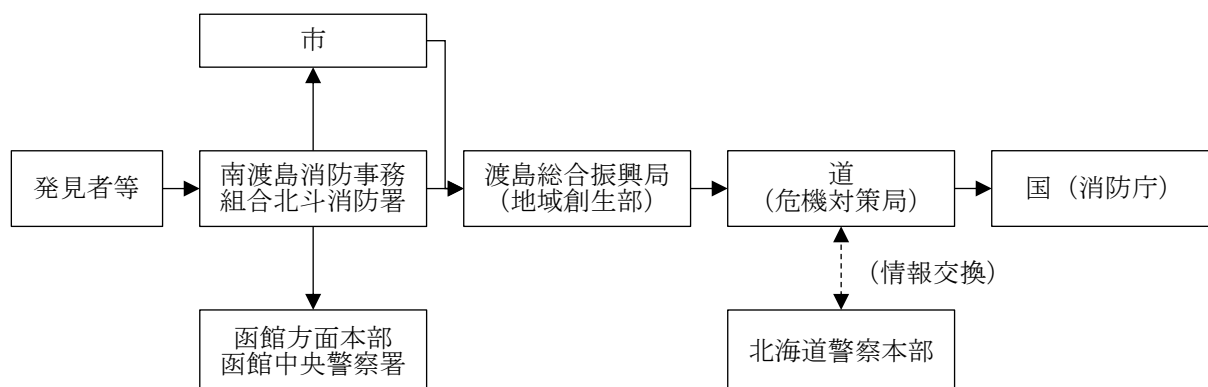 市
発見者等
南渡島消防事務
組合北斗消防署
渡島総合振興局
（地域創生部）
道
（危機対策局）
国（消防庁）
（情報交換）
函館方面本部
函館中央警察署
北海道警察本部